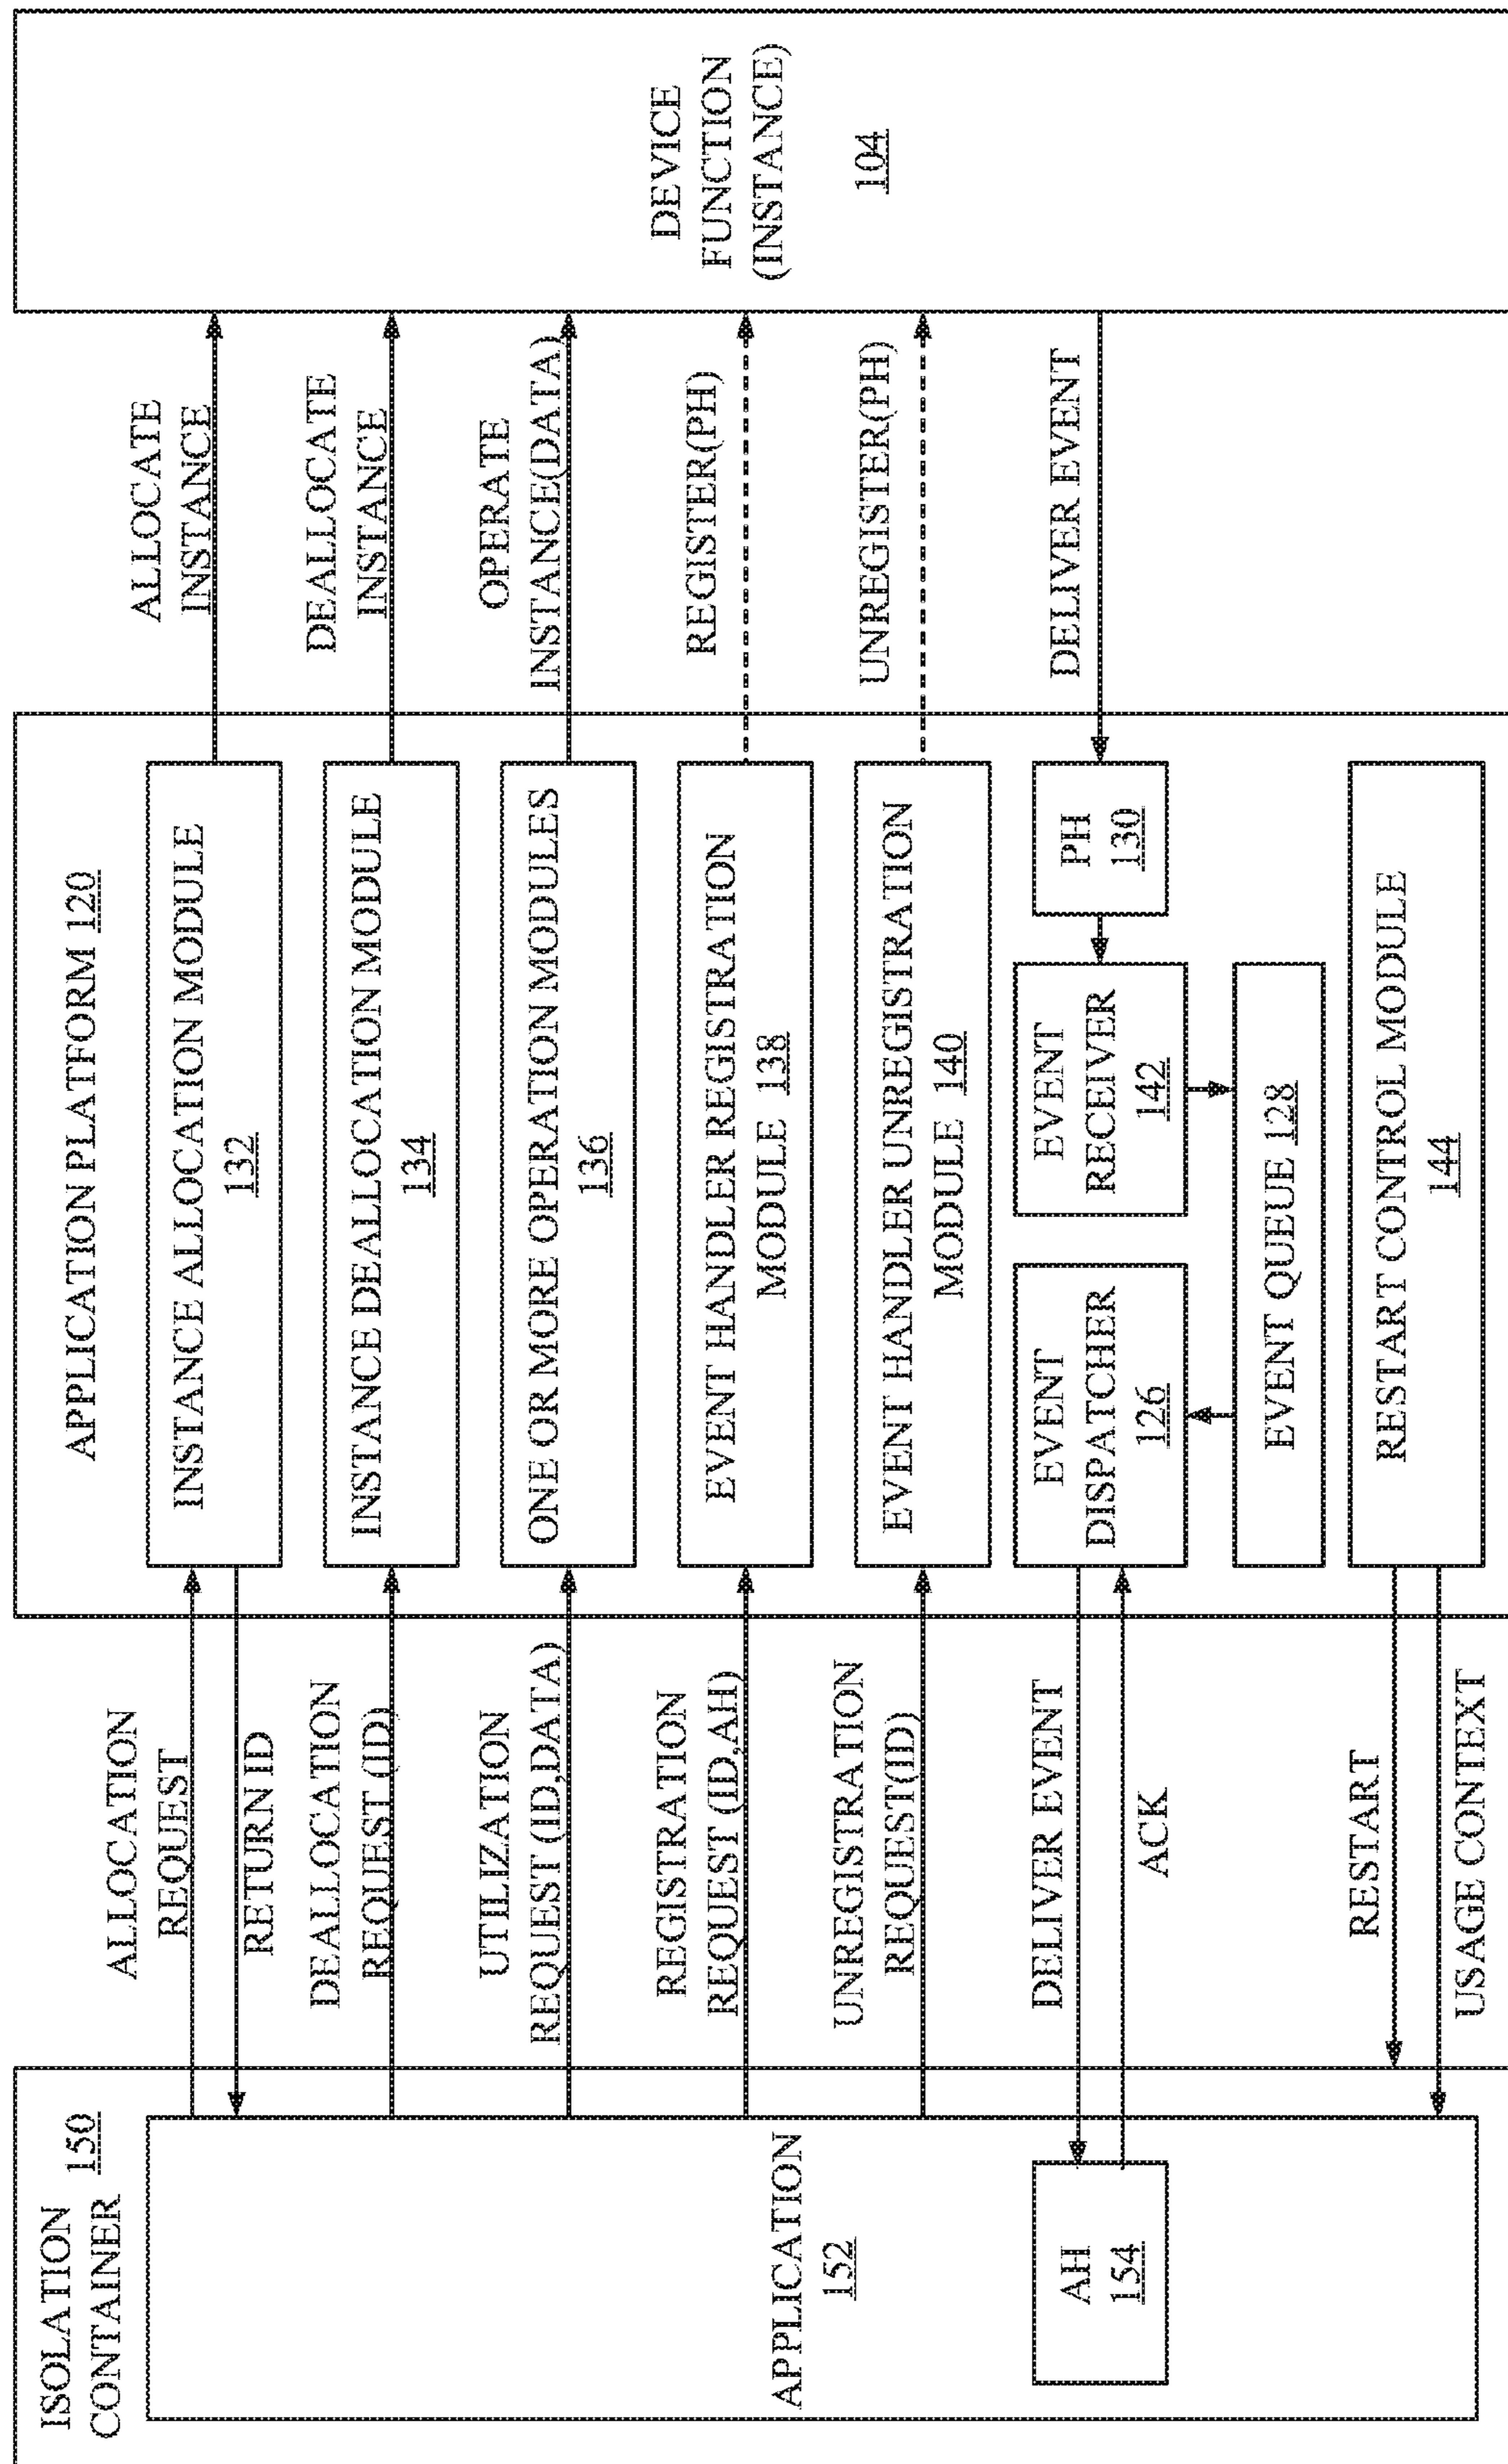 ISOLATION
CONTAINER 150
APPLICATION
152
AH
154
ALLOCATION
REQUEST
RETURN ID
DEALLOCATION
REQUEST (ID)
UTILIZATION
REQUEST (ID,DATA)
REGISTRATION
REQUEST (ID,AH)
UNREGISTRATION
REQUEST(ID)
DELIVER EVENT
ACK
RESTART
USAGE CONTEXT
APPLICATION PLATFORM 120
INSTANCE ALLOCATION MODULE
132
INSTANCE DEALLOCATION MODULE
134
ONE OR MORE OPERATION MODULES
136
EVENT HANDLER REGISTRATION
MODULE 138
EVENT HANDLER UNREGISTRATION
MODULE 140
EVENT
DISPATCHER
126
EVENT
RECEIVER
142
PH
130
EVENT QUEUE 128
RESTART CONTROL MODULE
144
ALLOCATE
INSTANCE
DEALLOCATE
INSTANCE
OPERATE
INSTANCE(DATA)
REGISTER(PH)
UNREGISTER(PH)
DELIVER EVENT
DEVICE
FUNCTION
(INSTANCE)
104